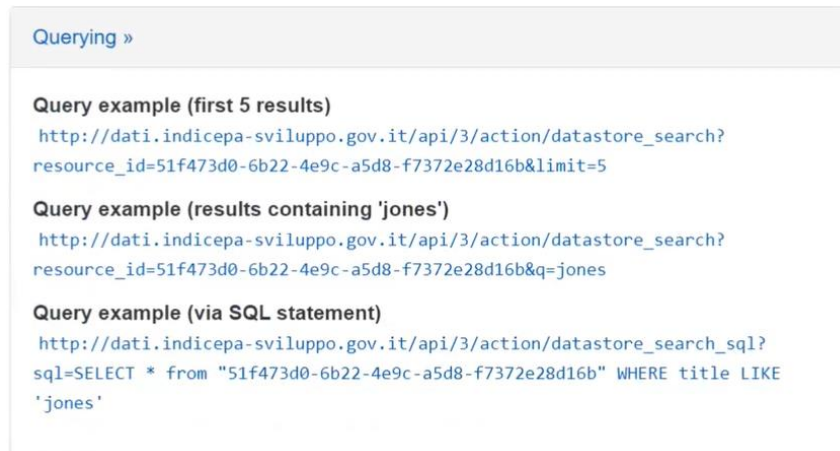 Querying »
Query example (first 5 results)
http://dati.indicepa-sviluppo.gov.it/api/3/action/datastore_search?
resource_id=51f473d0-6b22-4e9c-a5d8-f7372e28d16b&limit=5
Query example (results containing 'jones')
http://dati.indicepa-sviluppo.gov.it/api/3/action/datastore_search?
resource_id=51f473d0-6b22-4e9c-a5d8-f7372e28d16b&q=jones
Query example (via SQL statement)
http://dati.indicepa-sviluppo.gov.it/api/3/action/datastore_search_sql?
sql=SELECT * from "51f473d0-6b22-4e9c-a5d8-f7372e28d16b" WHERE title LIKE
'jones'